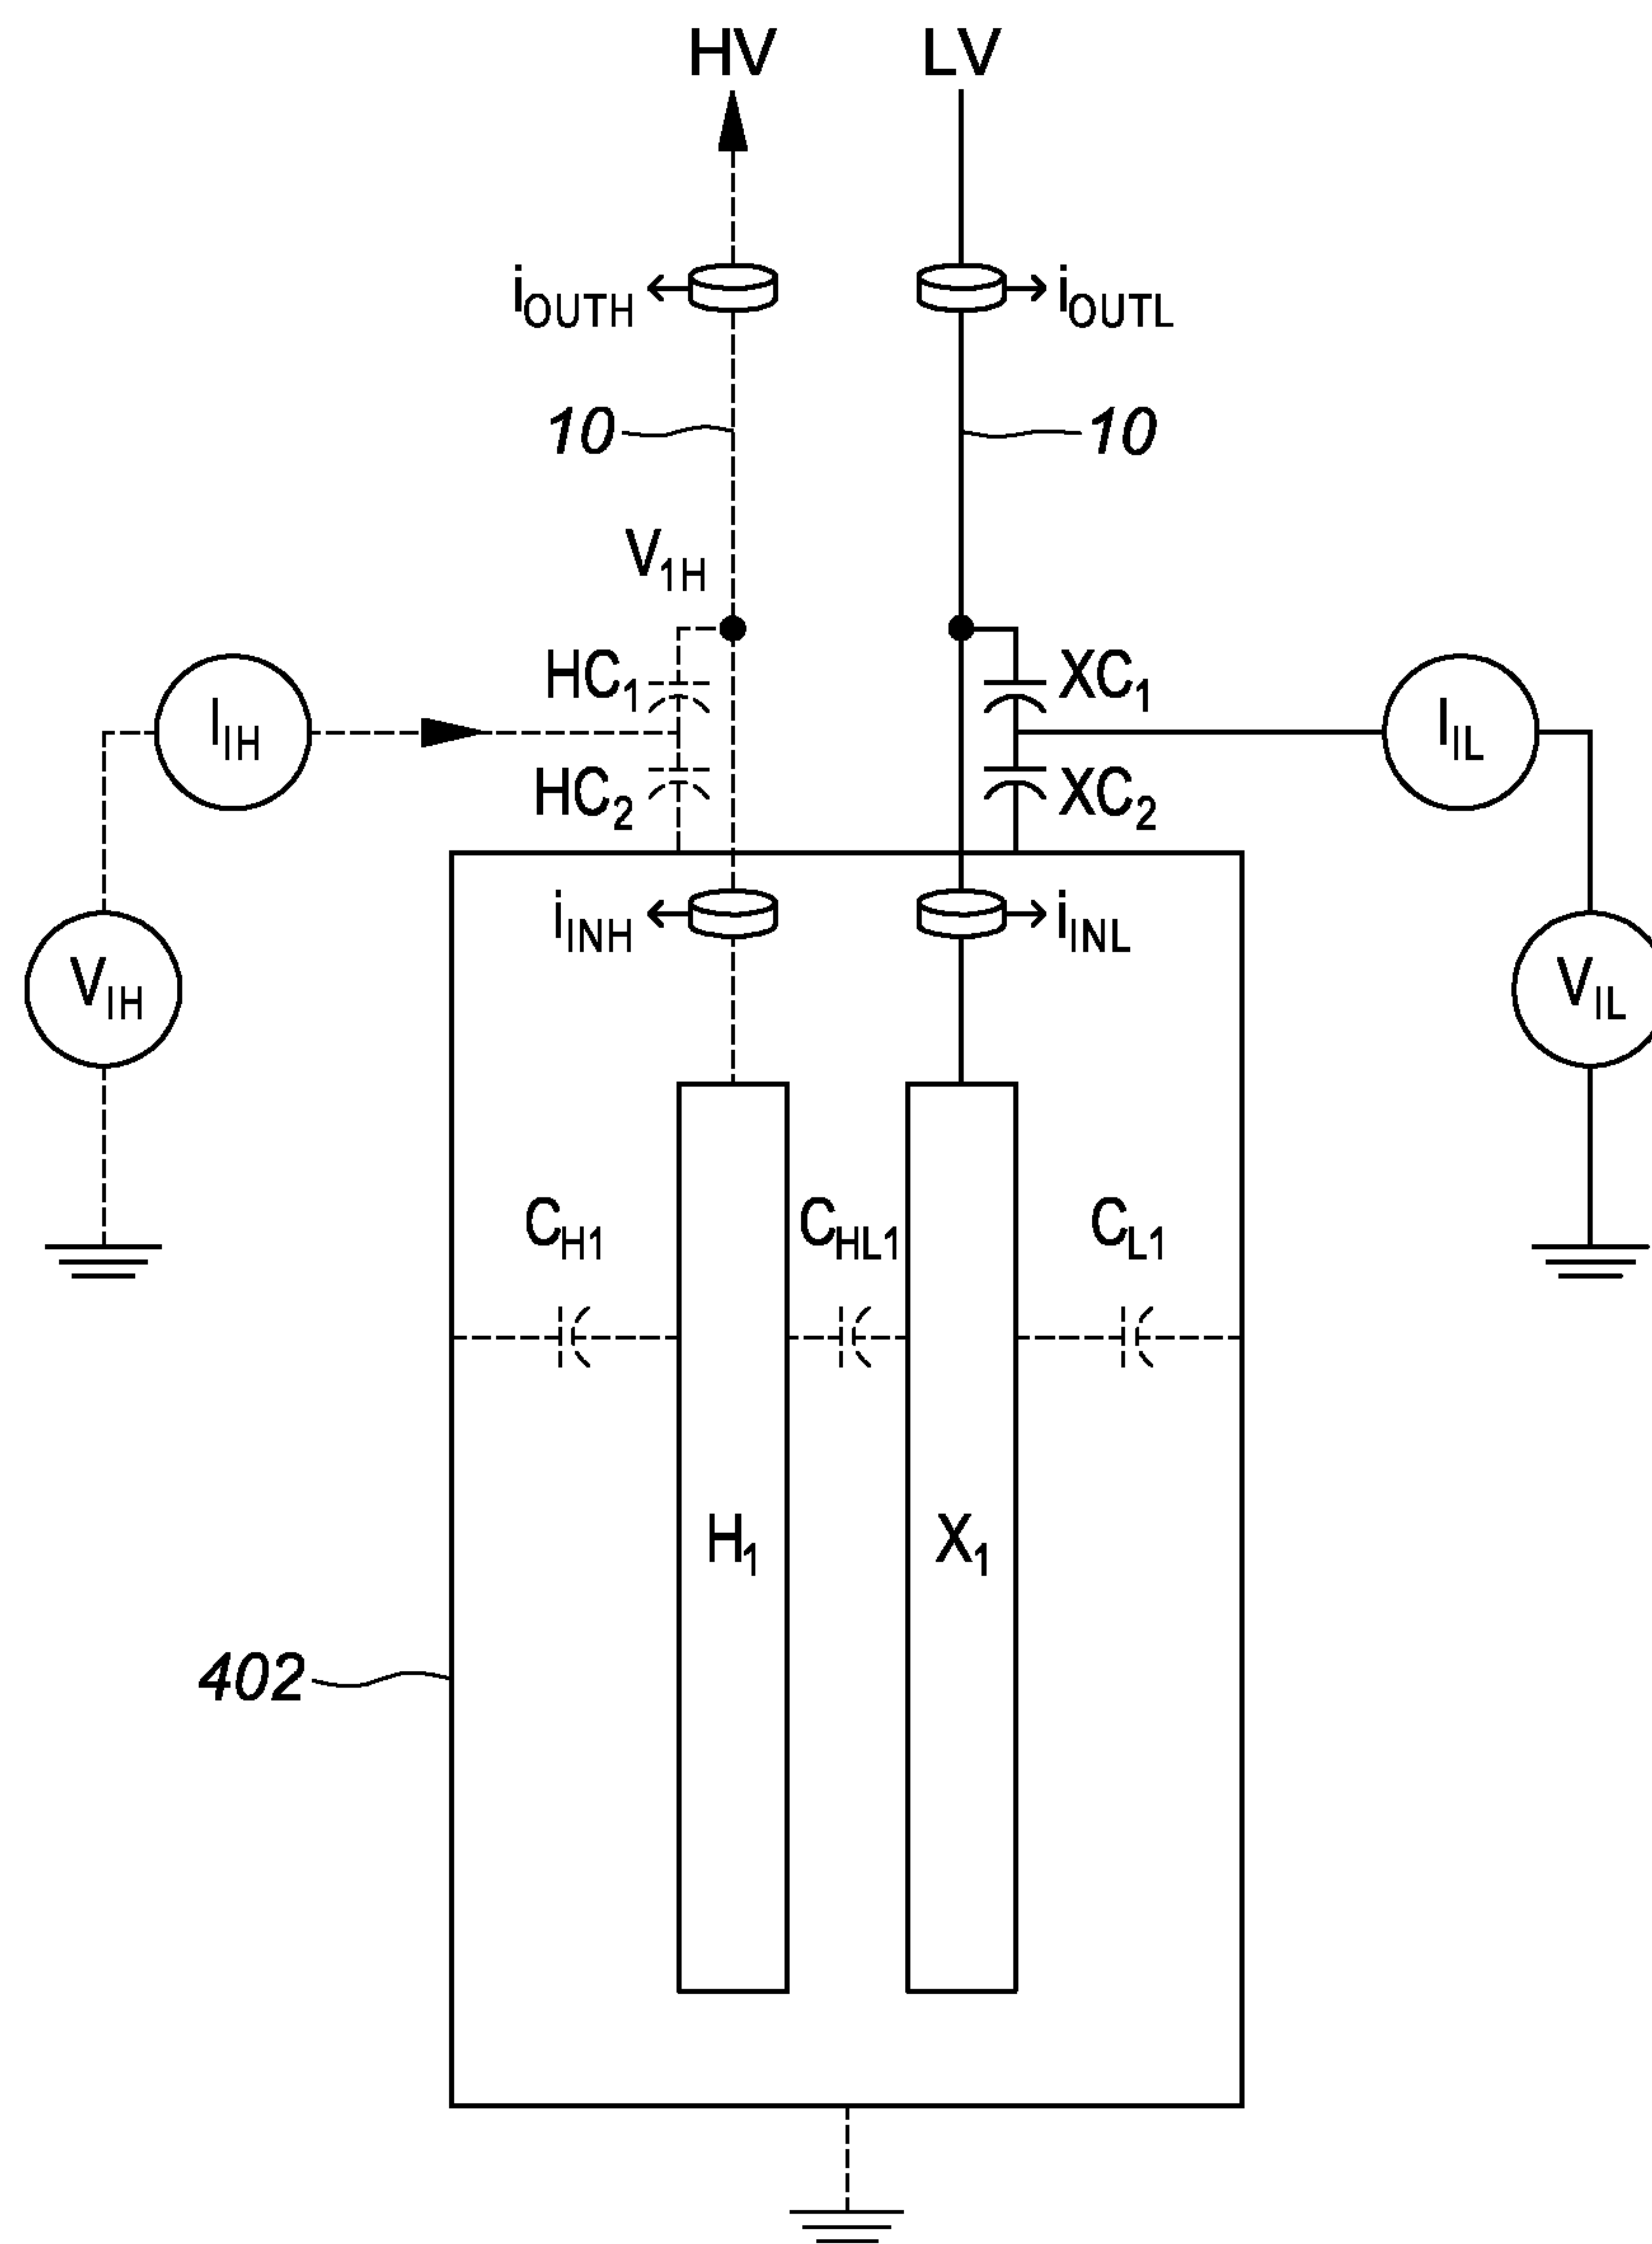 HV LV
iOUTH iOUTL
10 10
V1H
HC1 XC1
IIH IIL
HC2 XC2
iINH iINL
VIH VIL
CH1 CHL1 CL1
H1 X1
402